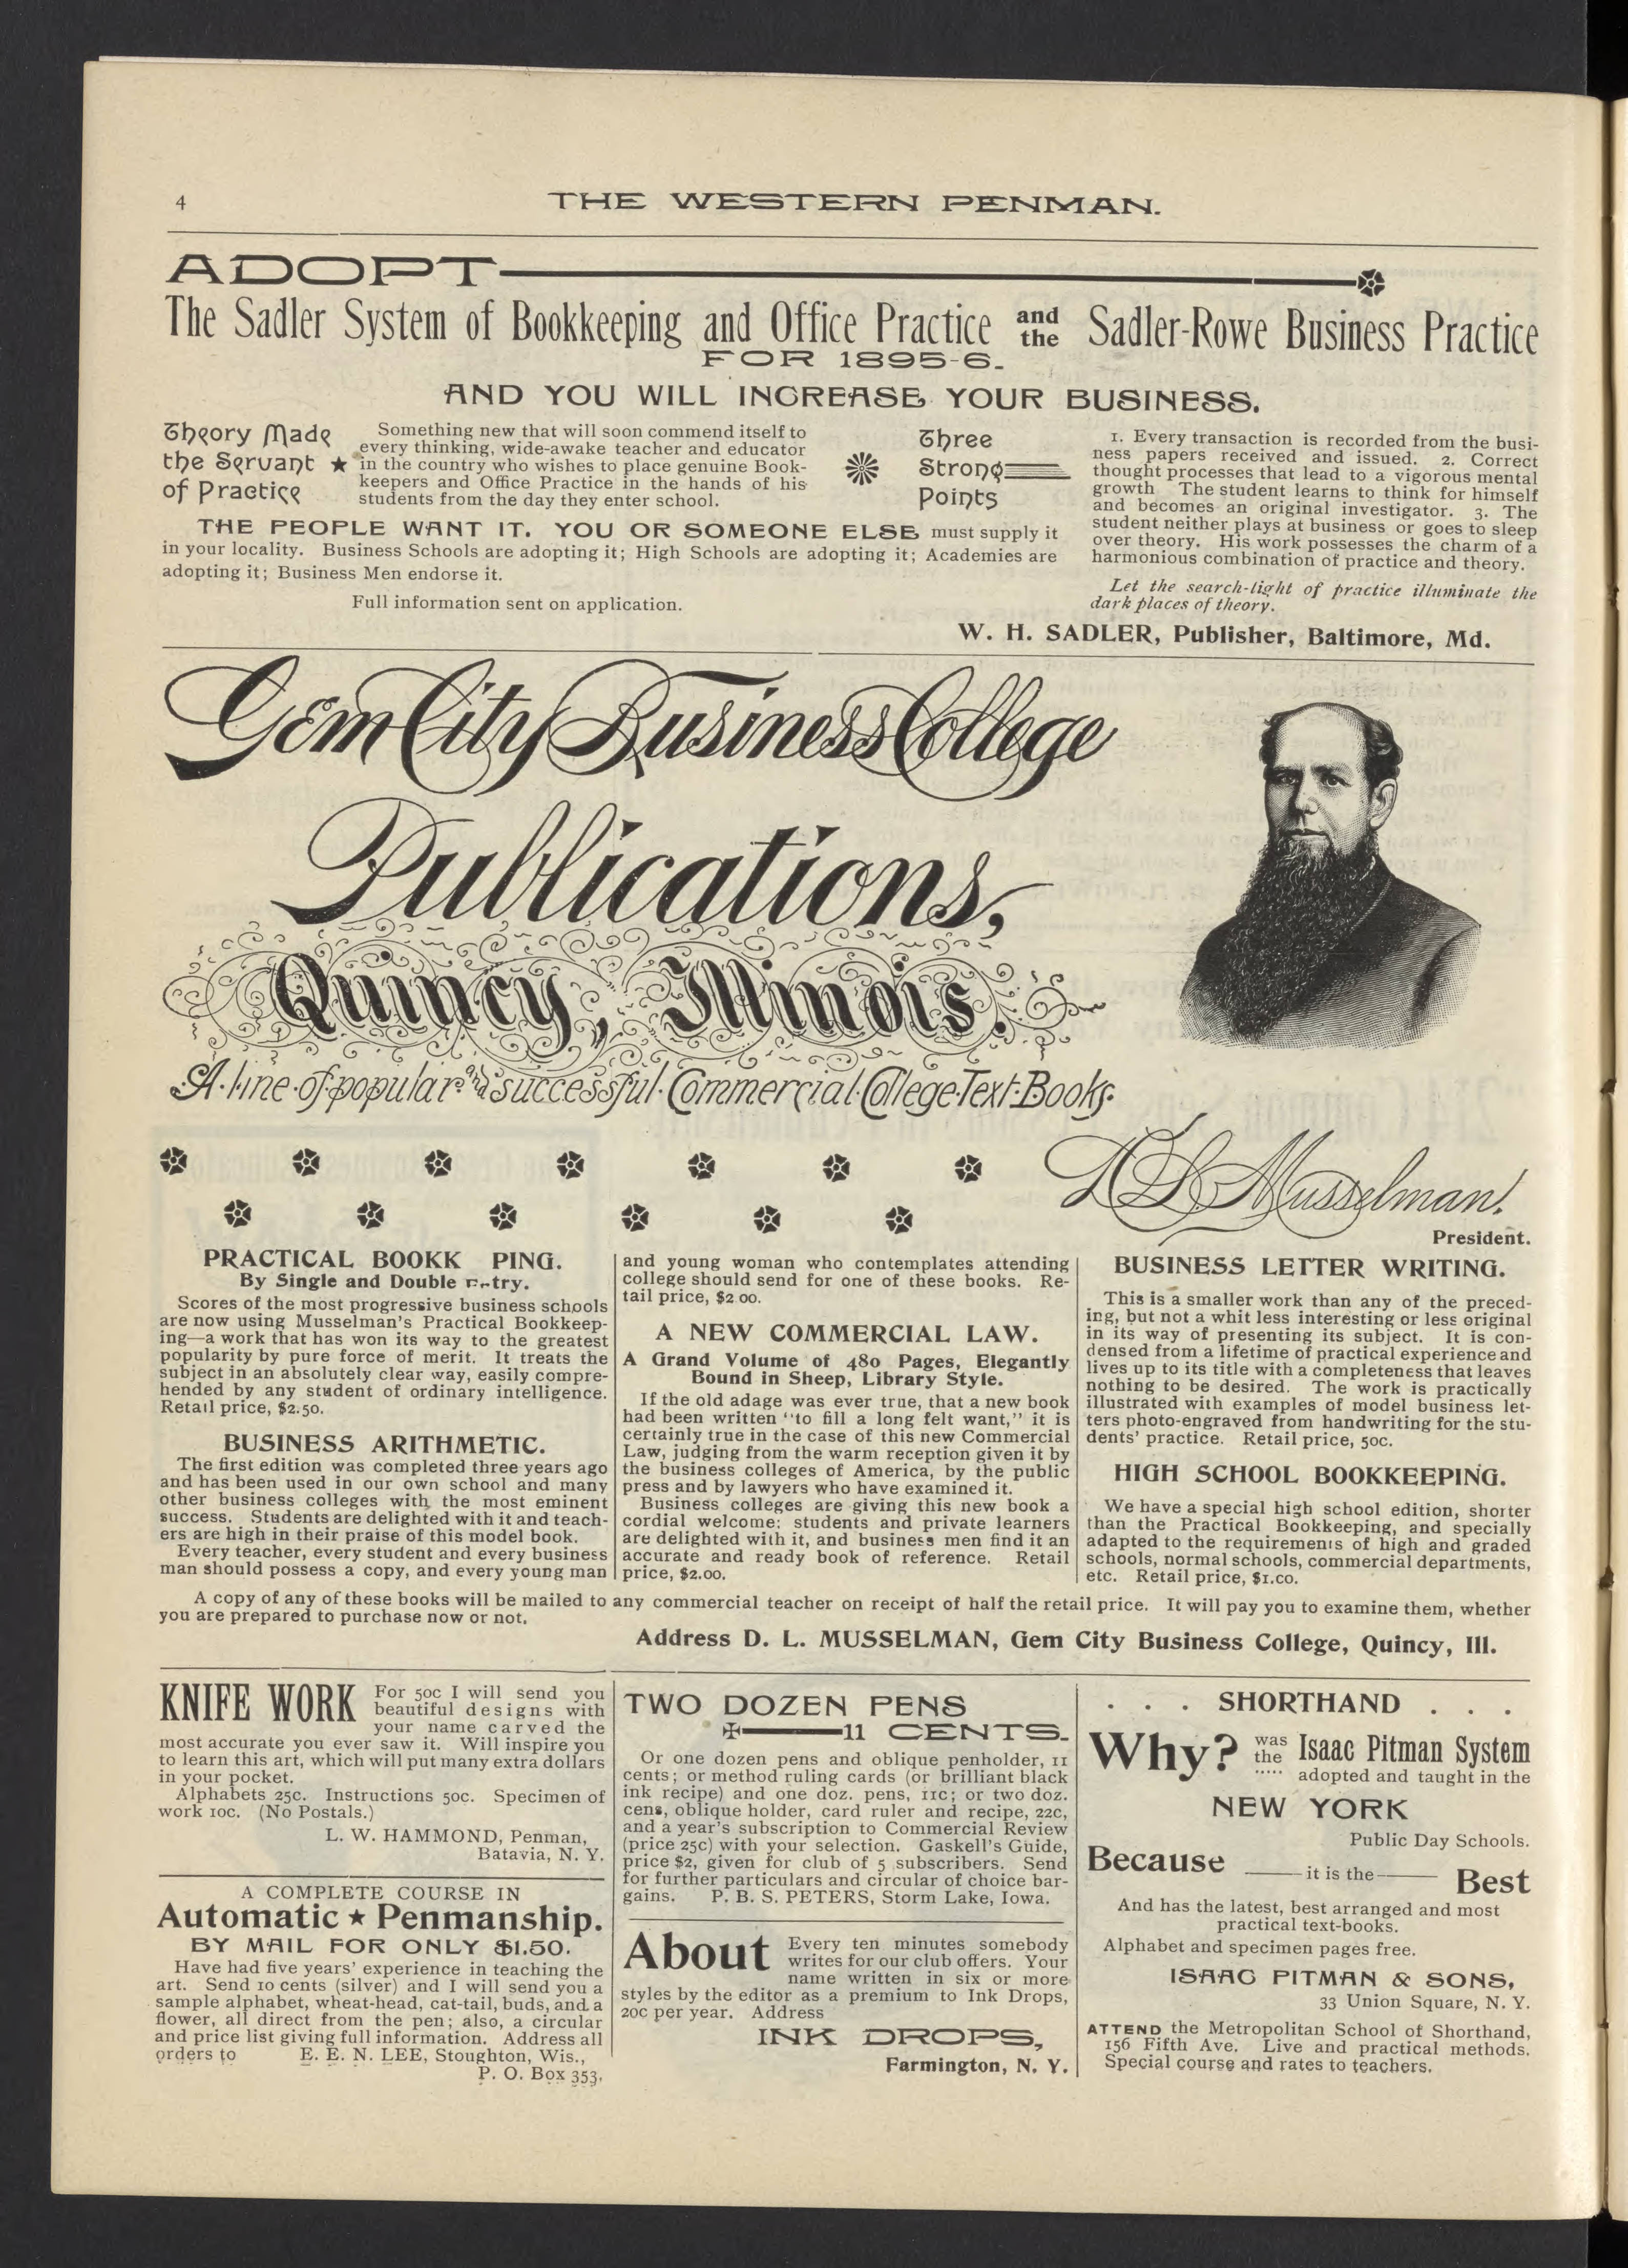 4
THE WESTERN PENMAN.
ADOPT
The Sadler System of Bookkeeping and Office Practice and the Sadler-Rowe Business Practice
FOR 1895-6.
AND YOU WILL INCREASE YOUR BUSINESS.
Theory Made
the Servant ★
of Practice
Something new that will soon commend itself to
every thinking, wide-awake teacher and educator
in the country who wishes to place genuine Book-
keepers and Office Practice in the hands of his
students from the day they enter school.
Three
Strong
Points
THE PEOPLE WANT IT. YOU OR SOMEONE ELSE must supply it
in your locality. Business Schools are adopting it; High Schools are adopting it; Academies are
adopting it; Business Men endorse it.
Full information sent on application.
1. Every transaction is recorded from the busi-
ness papers received and issued. 2. Correct
thought processes that lead to a vigorous mental
growth The student learns to think for himself
and becomes an original investigator. 3. The
student neither plays at business or goes to sleep
over theory. His work possesses the charm of a
harmonious combination of practice and theory.
Let the search-light of practice illuminate the
dark places of theory.
W. H. SADLER, Publisher, Baltimore, Md.
Gem City Business College
Publications,
Quincy, Illinois.
A·line·of·popular·and·successful·Commercial·College·Text·Books·
D. L. Musselman.
President.
PRACTICAL BOOKK PING.
By Single and Double Entry.
Scores of the most progressive business schools
are now using Musselman's Practical Bookkeep-
ing—a work that has won its way to the greatest
popularity by pure force of merit. It treats the
subject in an absolutely clear way, easily compre-
hended by any student of ordinary intelligence.
Retail price, $2.50.
BUSINESS ARITHMETIC.
The first edition was completed three years ago
and has been used in our own school and many
other business colleges with the most eminent
success. Students are delighted with it and teach-
ers are high in their praise of this model book.
Every teacher, every student and every business
man should possess a copy, and every young man
and young woman who contemplates attending
college should send for one of these books. Re-
tail price, $2 00.
A NEW COMMERCIAL LAW.
A Grand Volume of 480 Pages, Elegantly
Bound in Sheep, Library Style.
If the old adage was ever true, that a new book
had been written "to fill a long felt want," it is
certainly true in the case of this new Commercial
Law, judging from the warm reception given it by
the business colleges of America, by the public
press and by lawyers who have examined it.
Business colleges are giving this new book a
cordial welcome; students and private learners
are delighted with it, and business men find it an
accurate and ready book of reference. Retail
price, $2.00.
BUSINESS LETTER WRITING.
This is a smaller work than any of the preced-
ing, but not a whit less interesting or less original
in its way of presenting its subject. It is con-
densed from a lifetime of practical experience and
lives up to its title with a completeness that leaves
nothing to be desired. The work is practically
illustrated with examples of model business let-
ters photo-engraved from handwriting for the stu-
dents' practice. Retail price, 50c.
HIGH SCHOOL BOOKKEEPING.
We have a special high school edition, shorter
than the Practical Bookkeeping, and specially
adapted to the requirements of high and graded
schools, normal schools, commercial departments,
etc. Retail price, $1.co.
A copy of any of these books will be mailed to any commercial teacher on receipt of half the retail price. It will pay you to examine them, whether
you are prepared to purchase now or not.
Address D. L. MUSSELMAN, Gem City Business College, Quincy, Ill.
KNIFE WORK
For 50c I will send you
beautiful designs with
your name carved the
most accurate you ever saw it. Will inspire you
to learn this art, which will put many extra dollars
in your pocket.
Alphabets 25c. Instructions 50c. Specimen of
work 10c. (No Postals.)
L. W. HAMMOND, Penman,
Batavia, N. Y.
A COMPLETE COURSE IN
Automatic ★ Penmanship.
BY MAIL FOR ONLY $1.50.
Have had five years' experience in teaching the
art. Send 10 cents (silver) and I will send you a
sample alphabet, wheat-head, cat-tail, buds, and a
flower, all direct from the pen; also, a circular
and price list giving full information. Address all
orders to E. E. N. LEE, Stoughton, Wis.,
P. O. Box 353.
TWO DOZEN PENS
11 CENTS.
Or one dozen pens and oblique penholder, 11
cents; or method ruling cards (or brilliant black
ink recipe) and one doz. pens, 11c; or two doz.
cens, oblique holder, card ruler and recipe, 22c,
and a year's subscription to Commercial Review
(price 25c) with your selection. Gaskell's Guide,
price $2, given for club of 5 subscribers. Send
for further particulars and circular of choice bar-
gains. P. B. S. PETERS, Storm Lake, Iowa.
About
Every ten minutes somebody
writes for our club offers. Your
name written in six or more
styles by the editor as a premium to Ink Drops,
20c per year. Address
INK DROPS,
Farmington, N. Y.
. . . SHORTHAND . . .
Why? was the Isaac Pitman System
adopted and taught in the
NEW YORK
Public Day Schools.
Because — it is the — Best
And has the latest, best arranged and most
practical text-books.
Alphabet and specimen pages free.
ISAAC PITMAN & SONS,
33 Union Square, N. Y.
ATTEND the Metropolitan School of Shorthand,
156 Fifth Ave. Live and practical methods.
Special course and rates to teachers.